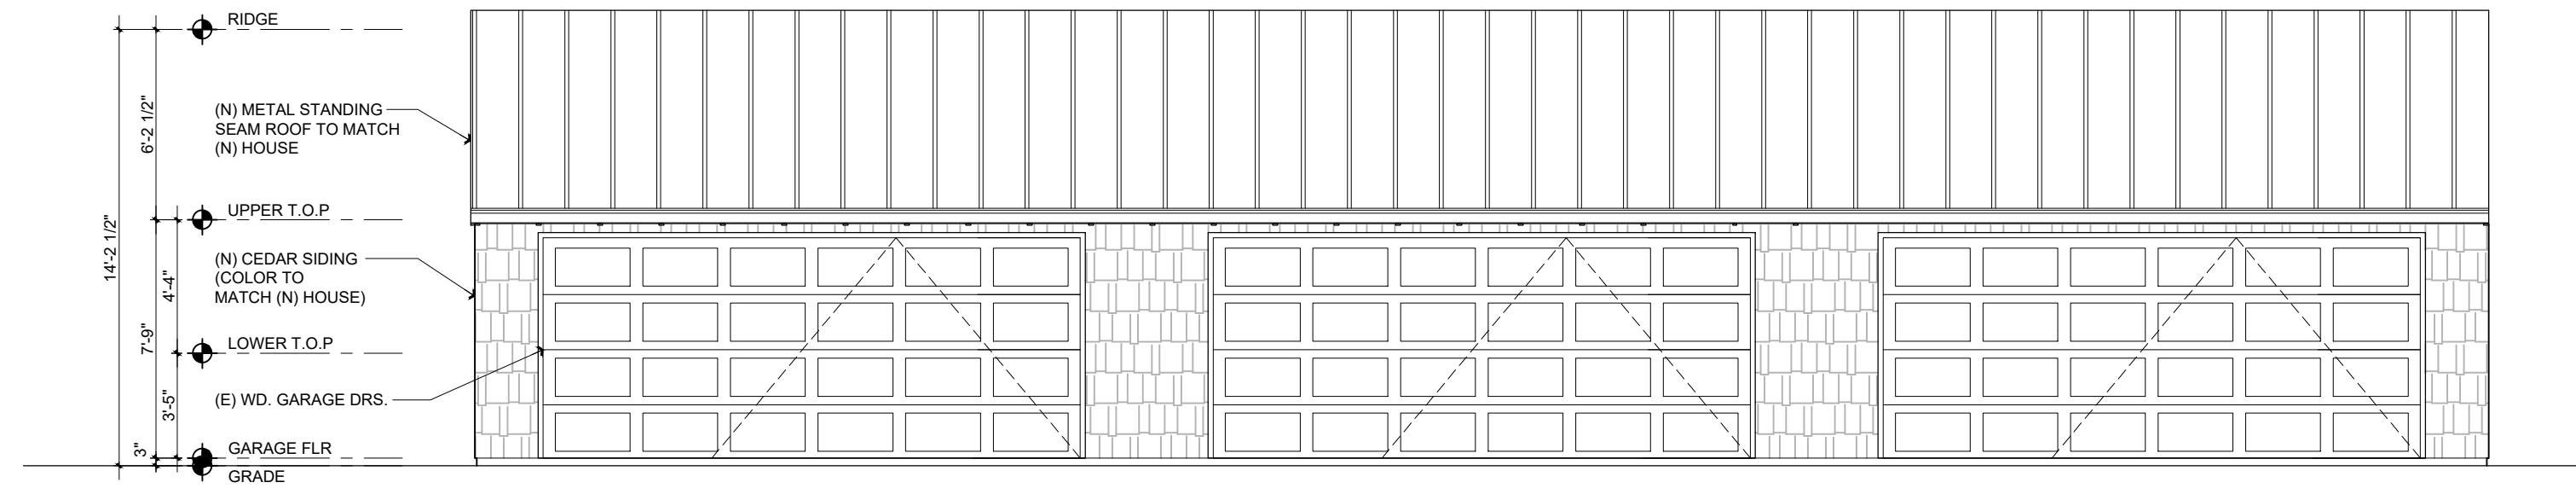 RIDGE
(N) METAL STANDING
SEAM ROOF TO MATCH
(N) HOUSE
6'-2 1/2"
UPPER T.O.P
14'-2 1/2"
(N) CEDAR SIDING
(COLOR TO
MATCH (N) HOUSE)
4'-4"
7'-9"
LOWER T.O.P
(E) WD. GARAGE DRS.
3'-5"
3"
GARAGE FLR
GRADE